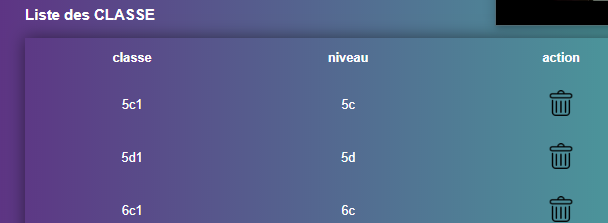 Liste des CLASSE
classe niveau action
5c1 5c
5d1 5d
6c1 6c